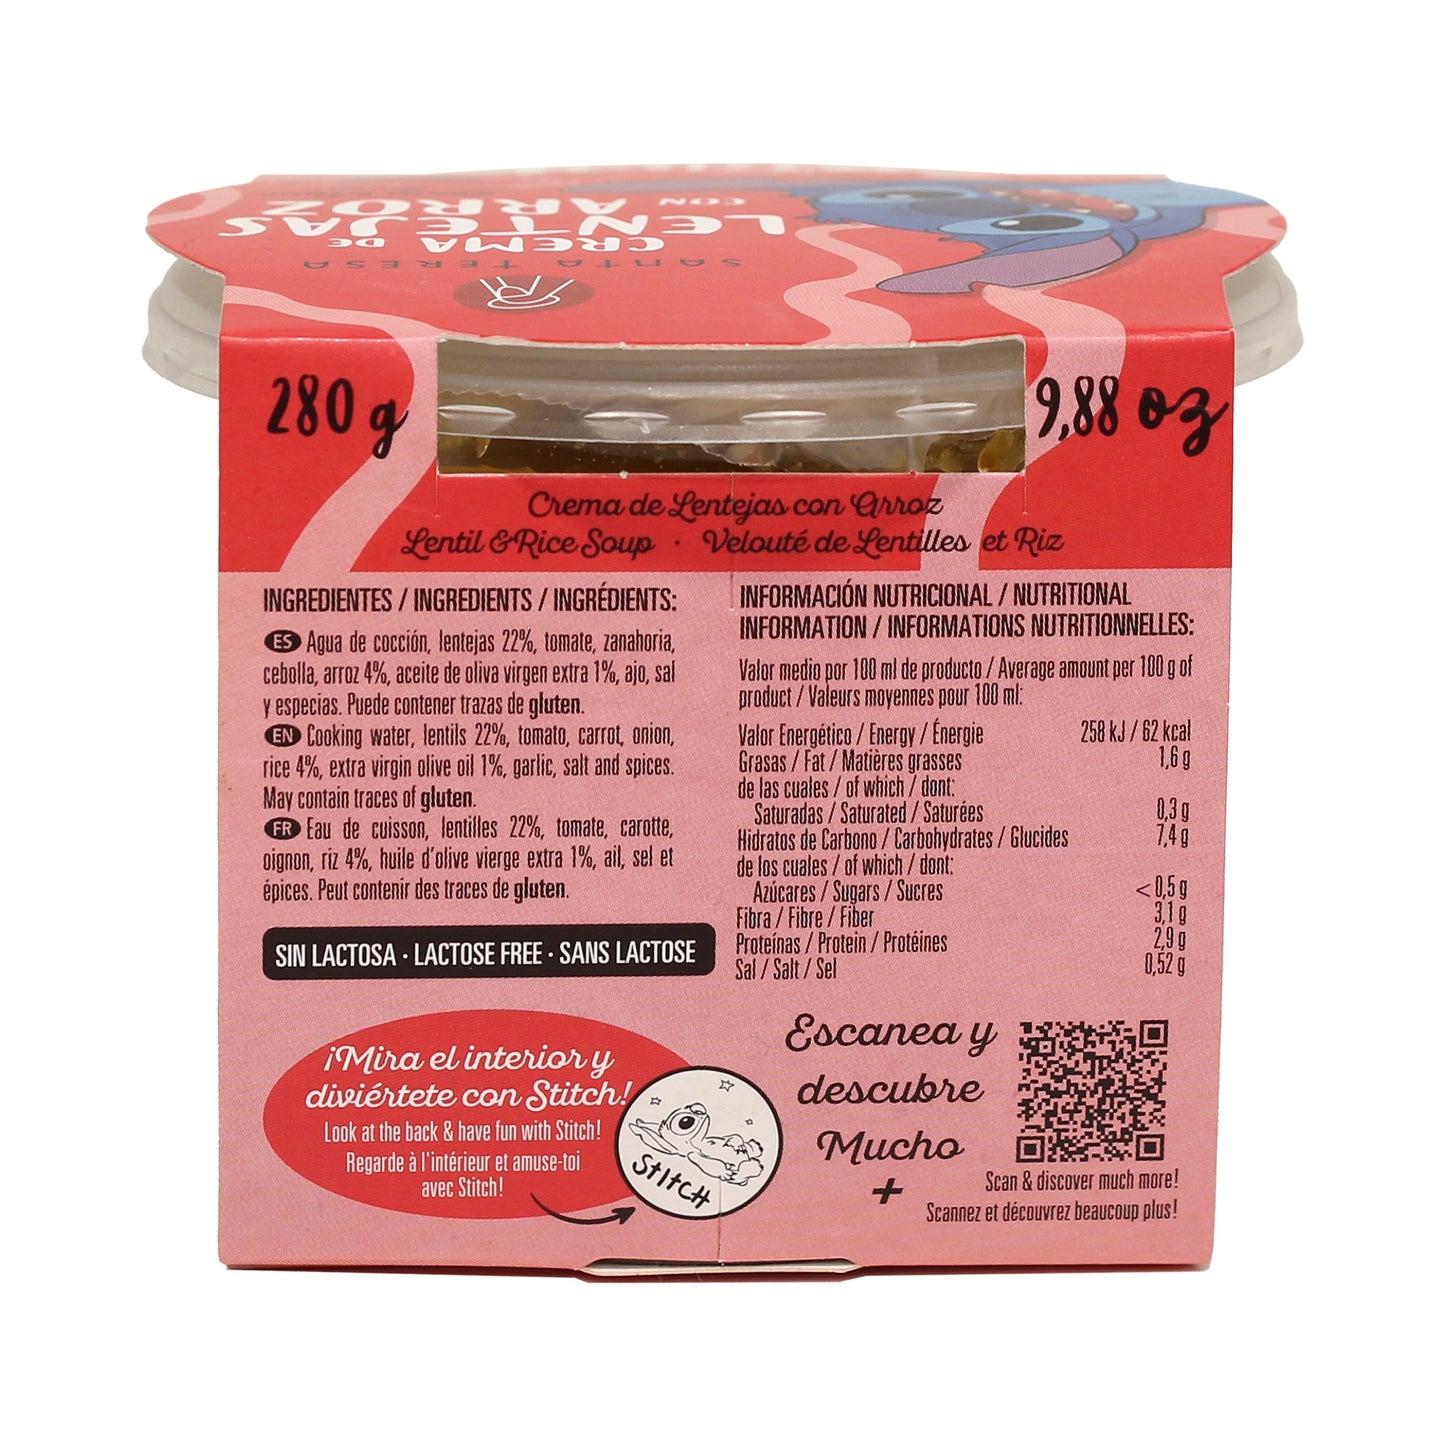 CREMA DE
LENTEJAS
CON ARROZ
santa teresa
280 g
9,88 oz
Crema de Lentejas con Arroz
Lentil & Rice Soup · Velouté de Lentilles et Riz
INGREDIENTES / INGREDIENTS / INGRÉDIENTS:
ES Agua de cocción, lentejas 22%, tomate, zanahoria,
cebolla, arroz 4%, aceite de oliva virgen extra 1%, ajo, sal
y especias. Puede contener trazas de gluten.
EN Cooking water, lentils 22%, tomato, carrot, onion,
rice 4%, extra virgin olive oil 1%, garlic, salt and spices.
May contain traces of gluten.
FR Eau de cuisson, lentilles 22%, tomate, carotte,
oignon, riz 4%, huile d'olive vierge extra 1%, ail, sel et
épices. Peut contenir des traces de gluten.
SIN LACTOSA · LACTOSE FREE · SANS LACTOSE
INFORMACIÓN NUTRICIONAL / NUTRITIONAL
INFORMATION / INFORMATIONS NUTRITIONNELLES:
Valor medio por 100 ml de producto / Average amount per 100 g of
product / Valeurs moyennes pour 100 ml:
Valor Energético / Energy / Énergie 258 kJ / 62 kcal
Grasas / Fat / Matières grasses 1,6 g
de las cuales / of which / dont:
Saturadas / Saturated / Saturées 0,3 g
Hidratos de Carbono / Carbohydrates / Glucides 7,4 g
de los cuales / of which / dont:
Azúcares / Sugars / Sucres < 0,5 g
Fibra / Fibre / Fiber 3,1 g
Proteínas / Protein / Protéines 2,9 g
Sal / Salt / Sel 0,52 g
¡Mira el interior y
diviértete con Stitch!
Look at the back & have fun with Stitch!
Regarde à l'intérieur et amuse-toi
avec Stitch!
STITCH
Escanea y
descubre
Mucho
+
Scan & discover much more!
Scannez et découvrez beaucoup plus!